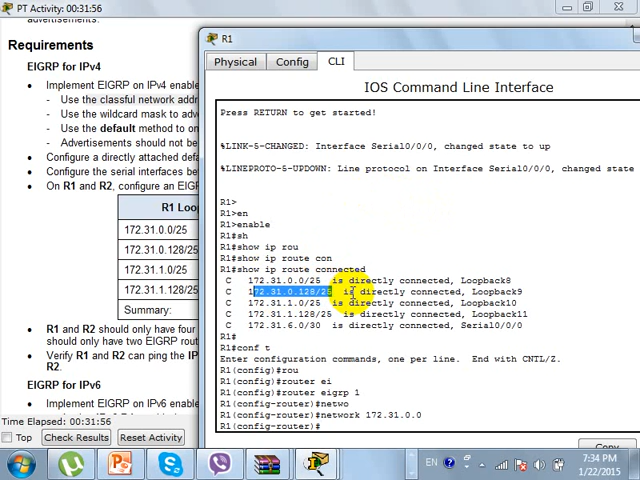 PT Activity: 00:31:56
advertisements.
Requirements
EIGRP for IPv4
Implement EIGRP on IPv4 enable
- Use the classful network addr
- Use the wildcard mask to adv
- Use the default method to on
- Advertisements should not be
Configure a directly attached defa
Configure the serial interfaces be
On R1 and R2, configure an EIGR
R1 Loop
172.31.0.0/25
172.31.0.128/25
172.31.1.0/25
172.31.1.128/25
Summary:
R1 and R2 should only have four
should only have two EIGRP rout
Verify R1 and R2 can ping the IP
R2.
EIGRP for IPv6
Implement EIGRP on IPv6 enable
Time Elapsed: 00:31:56
Top
Check Results
Reset Activity
R1
Physical
Config
CLI
IOS Command Line Interface
Press RETURN to get started!
%LINK-5-CHANGED: Interface Serial0/0/0, changed state to up
%LINEPROTO-5-UPDOWN: Line protocol on Interface Serial0/0/0, changed state
R1>
R1>en
R1>enable
R1#sh
R1#show ip rou
R1#show ip route con
R1#show ip route connected
C 172.31.0.0/25 is directly connected, Loopback8
C 172.31.0.128/25 is directly connected, Loopback9
C 172.31.1.0/25 is directly connected, Loopback10
C 172.31.1.128/25 is directly connected, Loopback11
C 172.31.6.0/30 is directly connected, Serial0/0/0
R1#
R1#conf t
Enter configuration commands, one per line. End with CNTL/Z.
R1(config)#rou
R1(config)#router ei
R1(config)#router eigrp 1
R1(config-router)#netwo
R1(config-router)#network 172.31.0.0
R1(config-router)#
Copy
EN
7:34 PM
1/22/2015